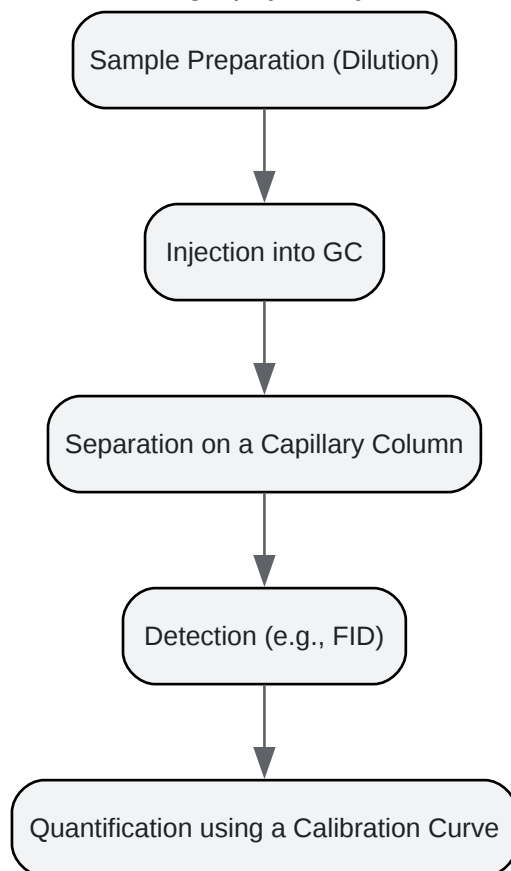 Sample Preparation (Dilution)
Injection into GC
Separation on a Capillary Column
Detection (e.g., FID)
Quantification using a Calibration Curve